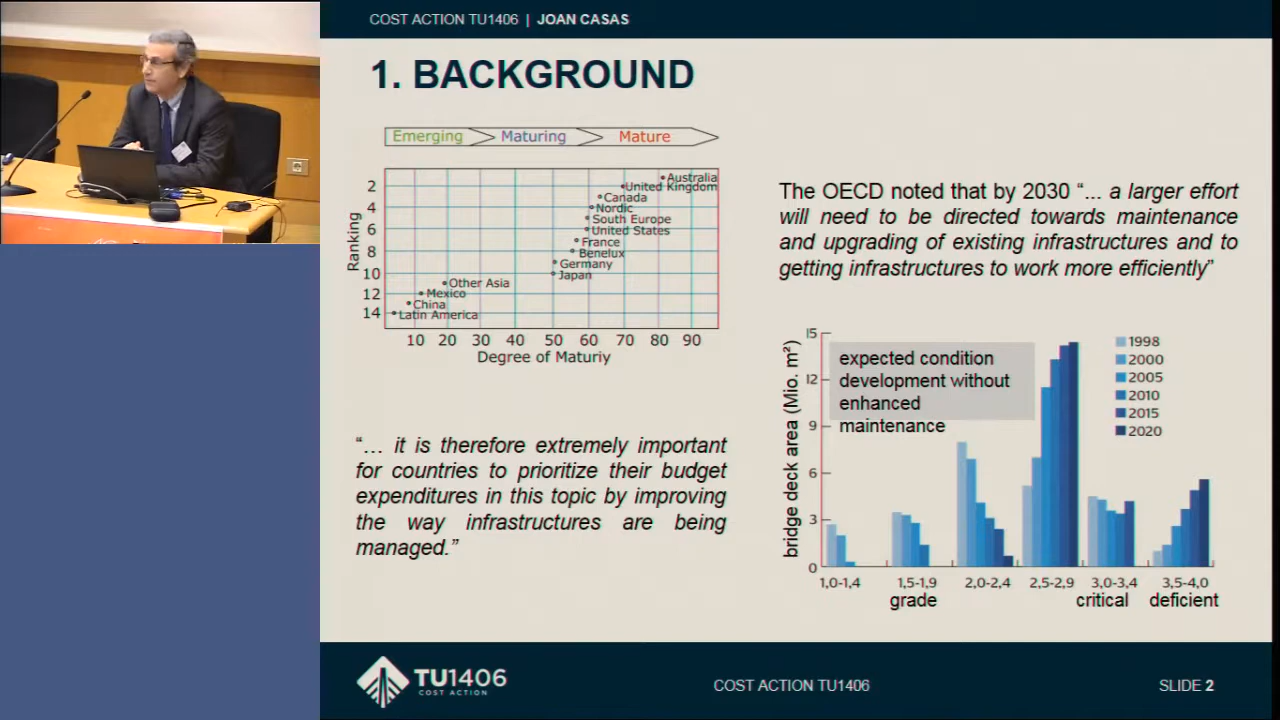 COST ACTION TU1406 | JOAN CASAS
1. BACKGROUND
Emerging
Maturing
Mature
Ranking
2
4
6
8
10
12
14
Australia
United Kingdom
Canada
Nordic
South Europe
United States
France
Benelux
Germany
Japan
Other Asia
Mexico
China
Latin America
10 20 30 40 50 60 70 80 90
Degree of Maturiy
“… it is therefore extremely important
for countries to prioritize their budget
expenditures in this topic by improving
the way infrastructures are being
managed.”
The OECD noted that by 2030 “... a larger effort
will need to be directed towards maintenance
and upgrading of existing infrastructures and to
getting infrastructures to work more efficiently”
bridge deck area (Mio. m²)
15
12
9
6
3
0
expected condition
development without
enhanced
maintenance
1998
2000
2005
2010
2015
2020
1,0-1,4 1,5-1,9 2,0-2,4 2,5-2,9 3,0-3,4 3,5-4,0
grade critical deficient
TU1406
COST ACTION
COST ACTION TU1406
SLIDE 2